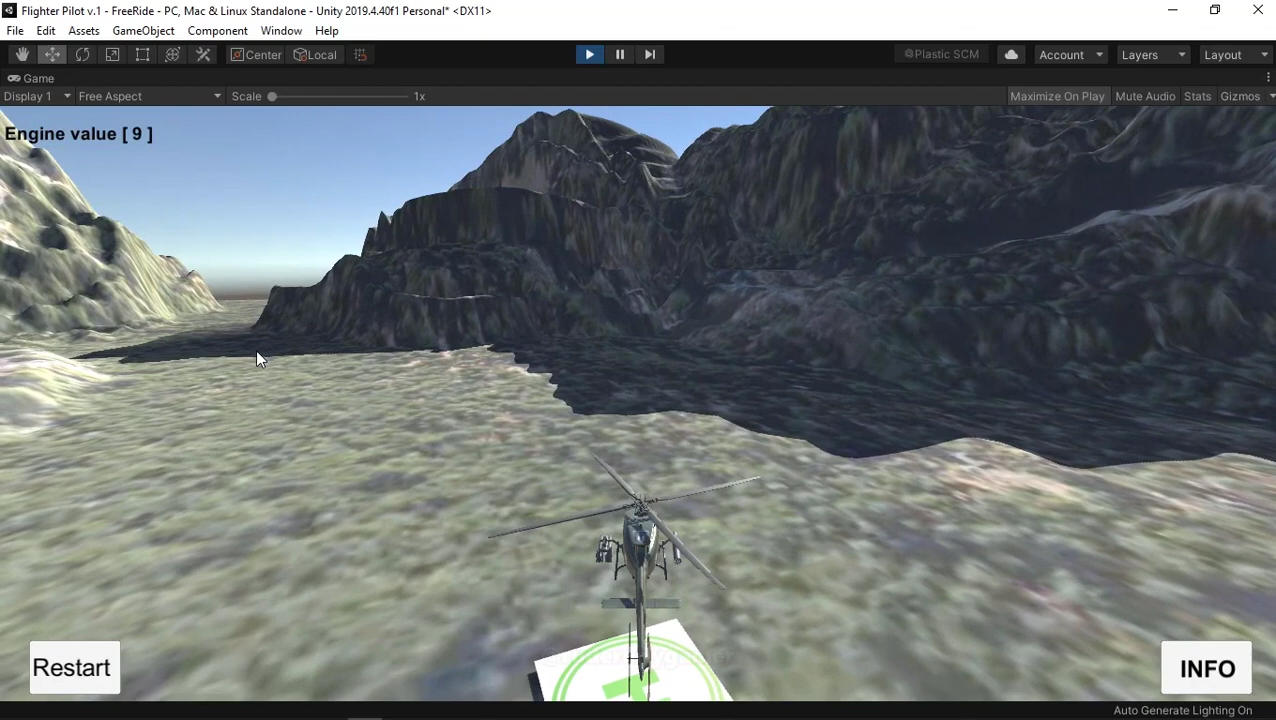 Flighter Pilot v.1 - FreeRide - PC, Mac & Linux Standalone - Unity 2019.4.40f1 Personal* <DX11>
File Edit Assets GameObject Component Window Help
Center Local Plastic SCM Account Layers Layout
Game
Display 1 Free Aspect Scale 1x Maximize On Play Mute Audio Stats Gizmos
Engine value [ 9 ]
Restart INFO
Auto Generate Lighting On